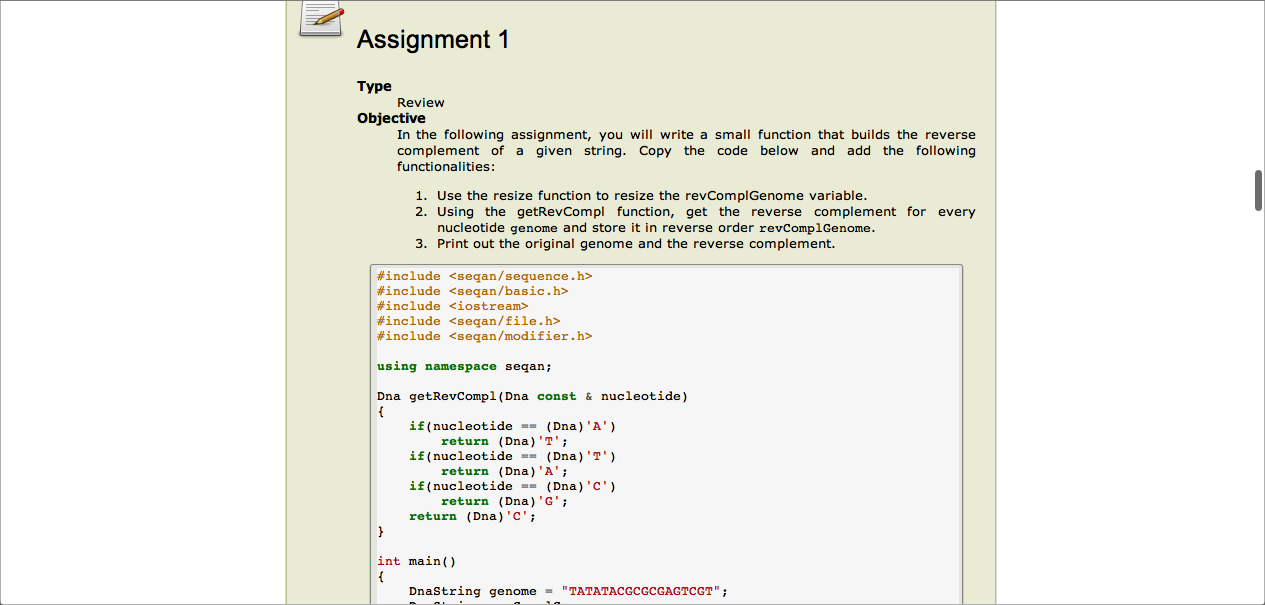 Assignment 1
Type
Review
Objective
In the following assignment, you will write a small function that builds the reverse
complement of a given string. Copy the code below and add the following
functionalities:
1. Use the resize function to resize the revComplGenome variable.
2. Using the getRevCompl function, get the reverse complement for every
nucleotide genome and store it in reverse order revComplGenome.
3. Print out the original genome and the reverse complement.
#include <seqan/sequence.h>
#include <seqan/basic.h>
#include <iostream>
#include <seqan/file.h>
#include <seqan/modifier.h>
using namespace seqan;
Dna getRevCompl(Dna const & nucleotide)
{
    if(nucleotide == (Dna)'A')
        return (Dna)'T';
    if(nucleotide == (Dna)'T')
        return (Dna)'A';
    if(nucleotide == (Dna)'C')
        return (Dna)'G';
    return (Dna)'C';
}
int main()
{
    DnaString genome = "TATATACGCGCGAGTCGT";